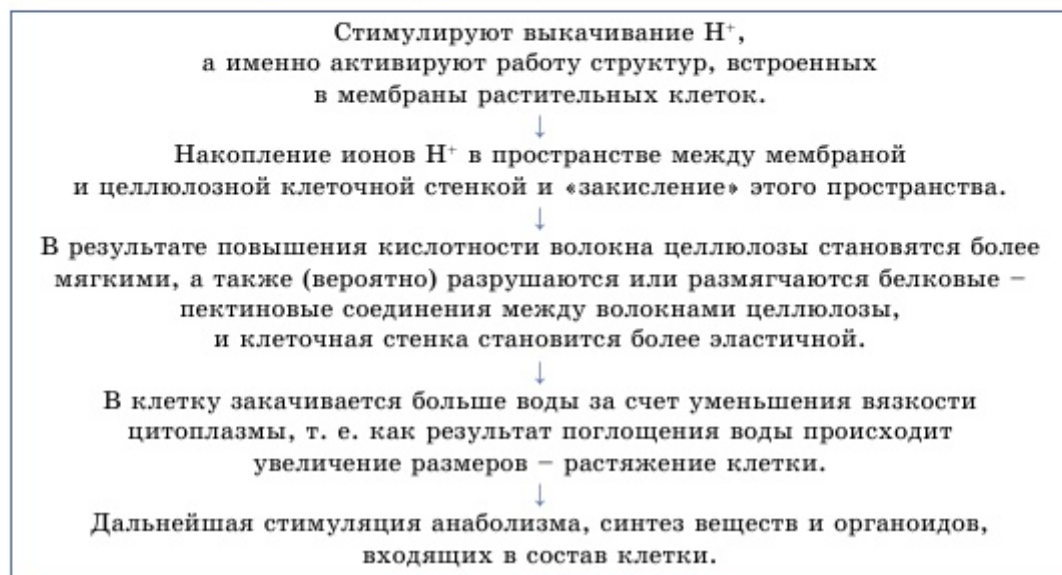 Стимулируют выкачивание H⁺,
а именно активируют работу структур, встроенных
в мембраны растительных клеток.
↓
Накопление ионов H⁺ в пространстве между мембраной
и целлюлозной клеточной стенкой и «закисление» этого пространства.
↓
В результате повышения кислотности волокна целлюлозы становятся более
мягкими, а также (вероятно) разрушаются или размягчаются белковые –
пектиновые соединения между волокнами целлюлозы,
и клеточная стенка становится более эластичной.
↓
В клетку закачивается больше воды за счет уменьшения вязкости
цитоплазмы, т. е. как результат поглощения воды происходит
увеличение размеров – растяжение клетки.
↓
Дальнейшая стимуляция анаболизма, синтез веществ и органоидов,
входящих в состав клетки.